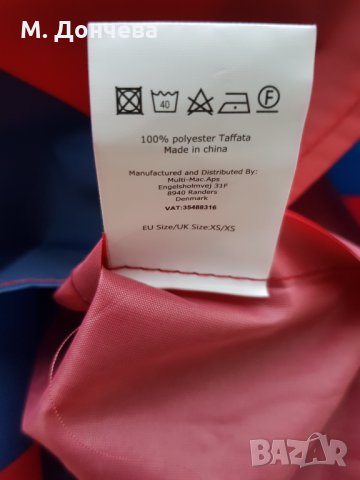 М. Дончева
40
F
100% polyester Taffata
Made in china
Manufactured and Distributed By:
Multi-Mac.Aps
Engelsholmvej 31F
8940 Randers
Denmark
VAT:35488316
EU Size/UK Size:XS/XS
BAZAR